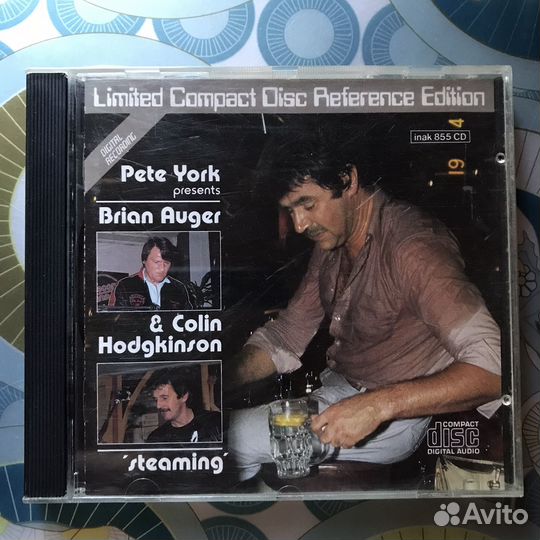 Limited Compact Disc Reference Edition
DIGITAL
RECORDING
inak 855 CD
19 4
Pete York
presents
Brian Auger
& Colin
Hodgkinson
'steaming'
COMPACT
disc
DIGITAL AUDIO
Avito